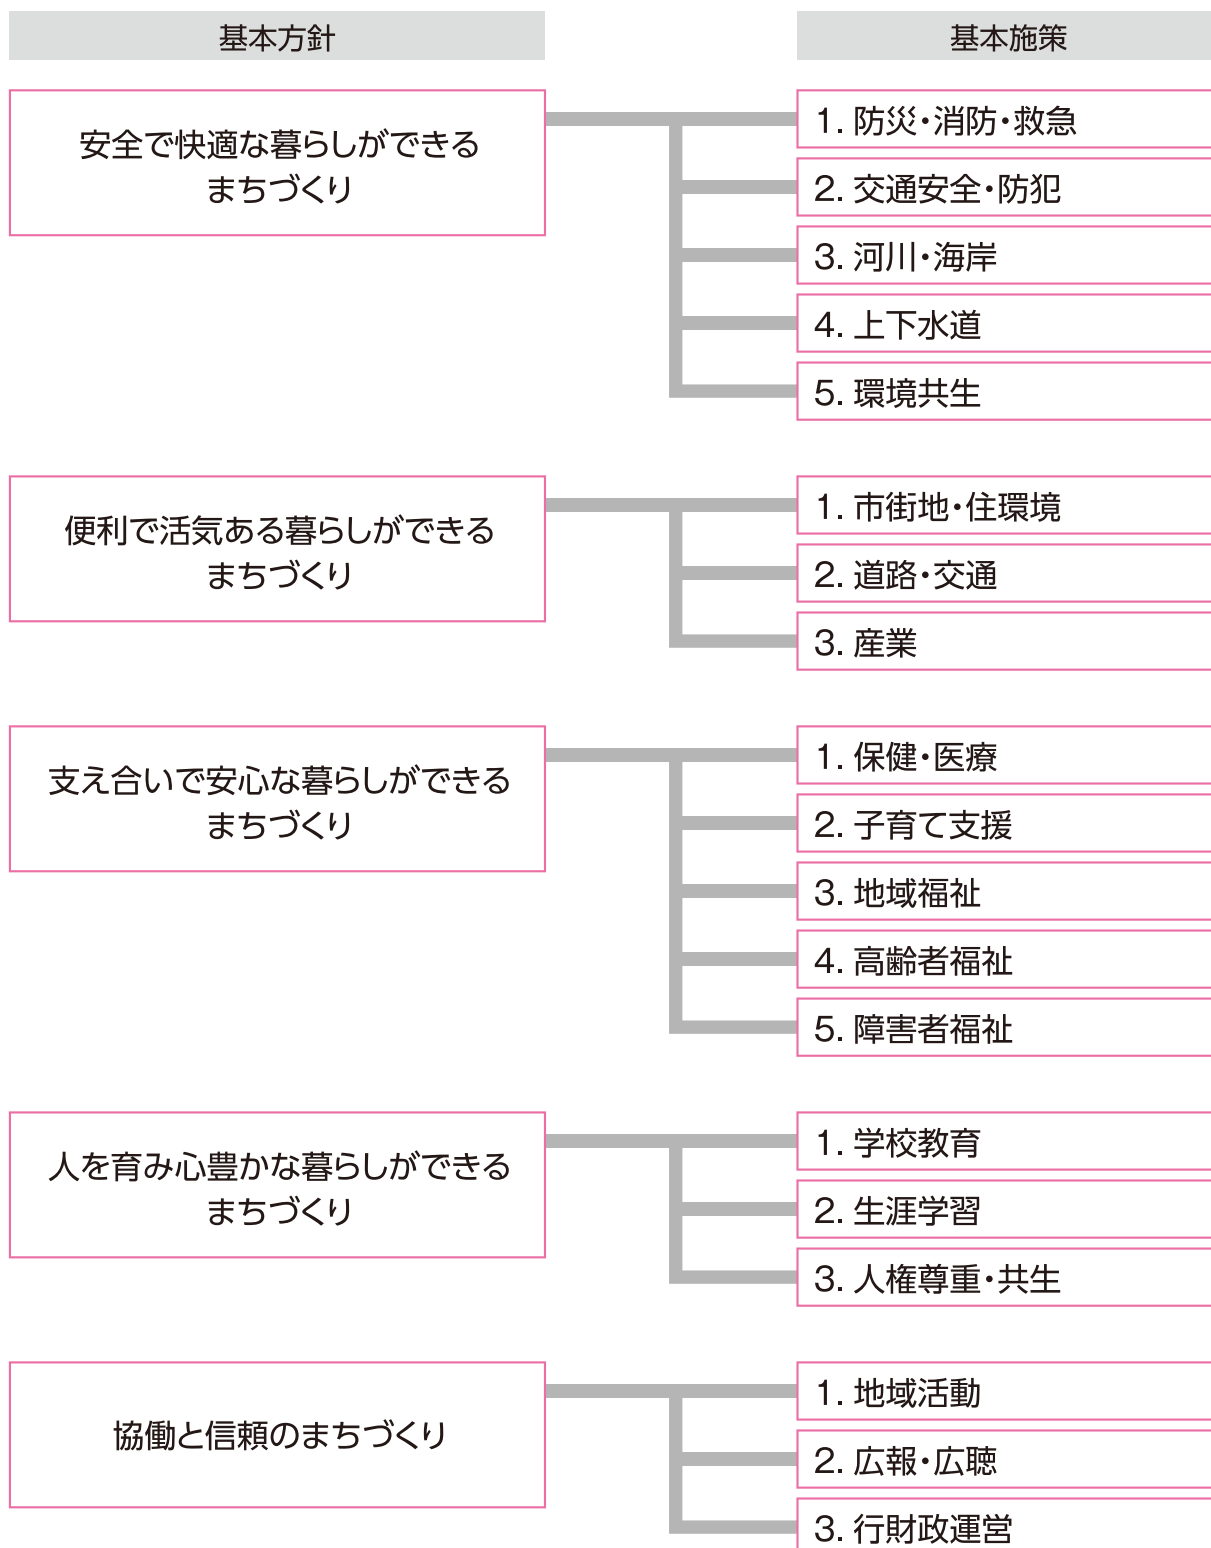 基本方針
基本施策
安全で快適な暮らしができる
まちづくり
1. 防災・消防・救急
2. 交通安全・防犯
3. 河川・海岸
4. 上下水道
5. 環境共生
便利で活気ある暮らしができる
まちづくり
1. 市街地・住環境
2. 道路・交通
3. 産業
支え合いで安心な暮らしができる
まちづくり
1. 保健・医療
2. 子育て支援
3. 地域福祉
4. 高齢者福祉
5. 障害者福祉
人を育み心豊かな暮らしができる
まちづくり
1. 学校教育
2. 生涯学習
3. 人権尊重・共生
協働と信頼のまちづくり
1. 地域活動
2. 広報・広聴
3. 行財政運営